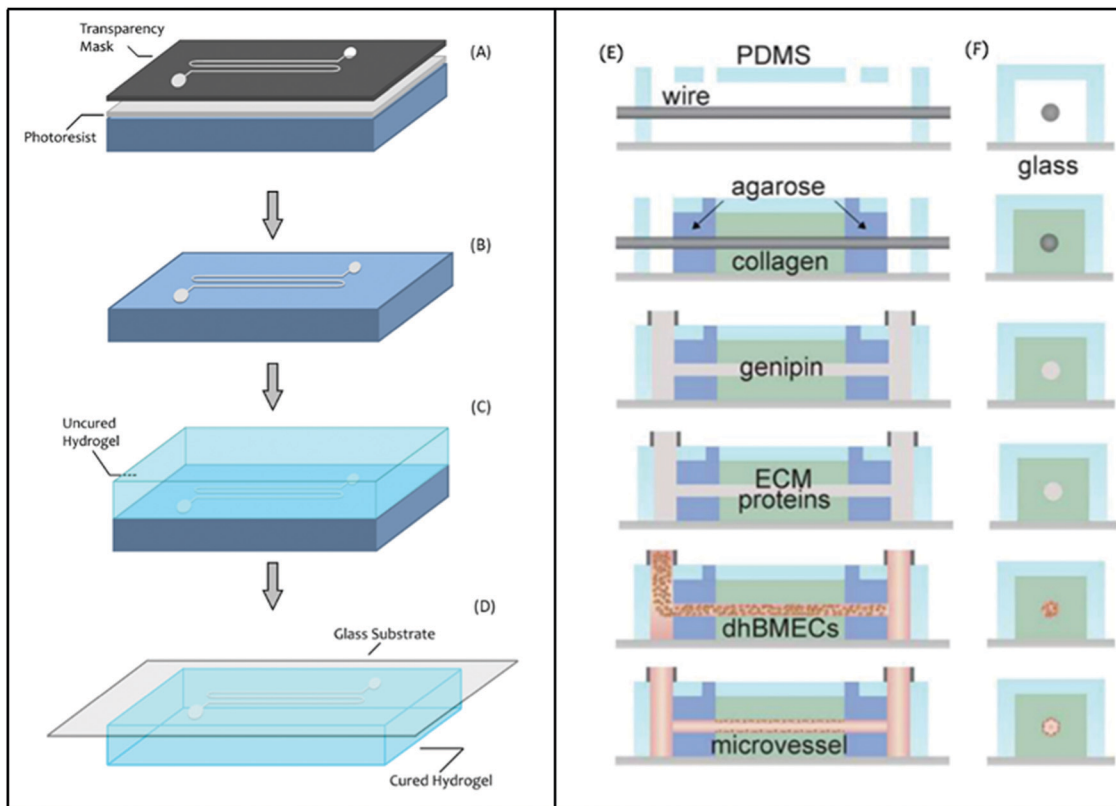 Transparency
Mask
(A)
Photoresist
(B)
(C)
Uncured
Hydrogel
(D)
Glass Substrate
Cured Hydrogel
(E)
(F)
PDMS
wire
glass
agarose
collagen
genipin
ECM
proteins
dhBMECs
microvessel